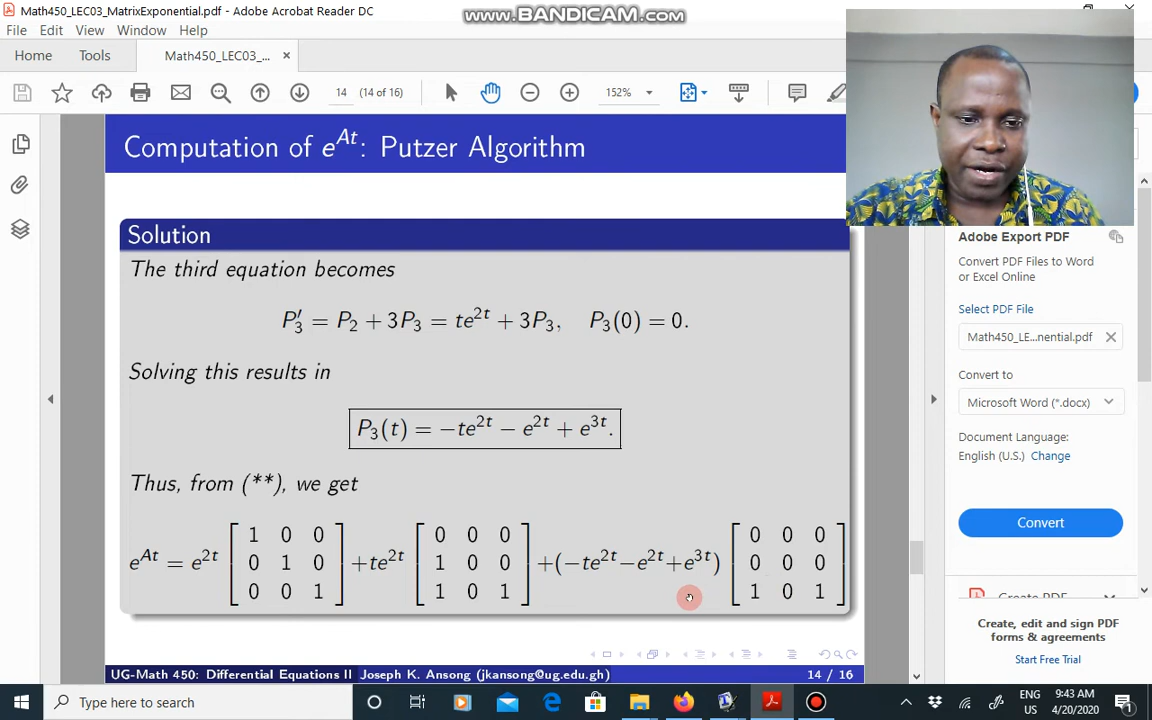 Math450_LEC03_MatrixExponential.pdf - Adobe Acrobat Reader DC
www.BANDICAM.com
File Edit View Window Help
Home Tools Math450_LEC03_... ×
14 (14 of 16) 152%
Computation of e^{At}: Putzer Algorithm
Solution
The third equation becomes
P₃′ = P₂ + 3P₃ = te^{2t} + 3P₃, P₃(0) = 0.
Solving this results in
P₃(t) = −te^{2t} − e^{2t} + e^{3t}.
Thus, from (**), we get
e^{At} = e^{2t} [1 0 0; 0 1 0; 0 0 1] + te^{2t} [0 0 0; 1 0 0; 1 0 1] + (−te^{2t}−e^{2t}+e^{3t}) [0 0 0; 0 0 0; 1 0 1]
UG-Math 450: Differential Equations II Joseph K. Ansong (jkansong@ug.edu.gh) 14 / 16
Adobe Export PDF
Convert PDF Files to Word
or Excel Online
Select PDF File
Math450_LE...nential.pdf ×
Convert to
Microsoft Word (*.docx)
Document Language:
English (U.S.) Change
Convert
Create, edit and sign PDF
forms & agreements
Start Free Trial
Type here to search
ENG
US
9:43 AM
4/20/2020
1